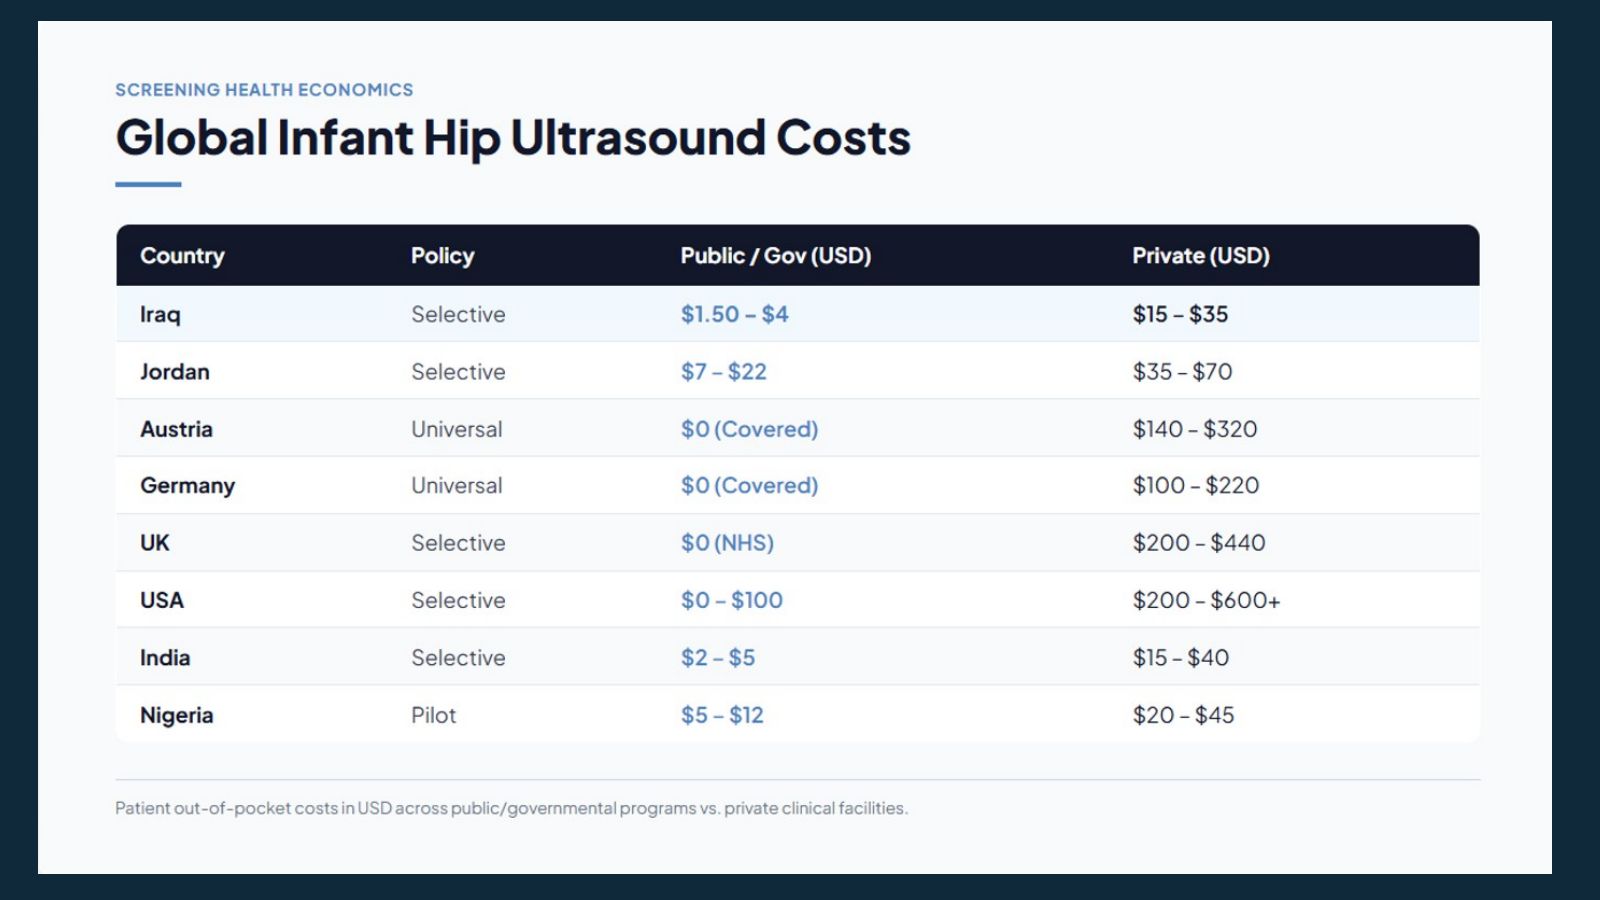 SCREENING HEALTH ECONOMICS
Global Infant Hip Ultrasound Costs
Country Policy Public / Gov (USD) Private (USD)
Iraq Selective $1.50 – $4 $15 – $35
Jordan Selective $7 – $22 $35 – $70
Austria Universal $0 (Covered) $140 – $320
Germany Universal $0 (Covered) $100 – $220
UK Selective $0 (NHS) $200 – $440
USA Selective $0 – $100 $200 – $600+
India Selective $2 – $5 $15 – $40
Nigeria Pilot $5 – $12 $20 – $45
Patient out-of-pocket costs in USD across public/governmental programs vs. private clinical facilities.